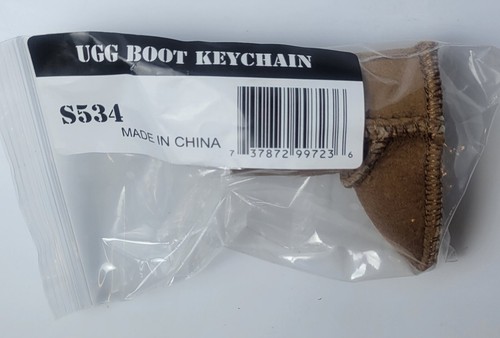 UGG BOOT KEYCHAIN
S534
MADE IN CHINA
7 37872 99723 6